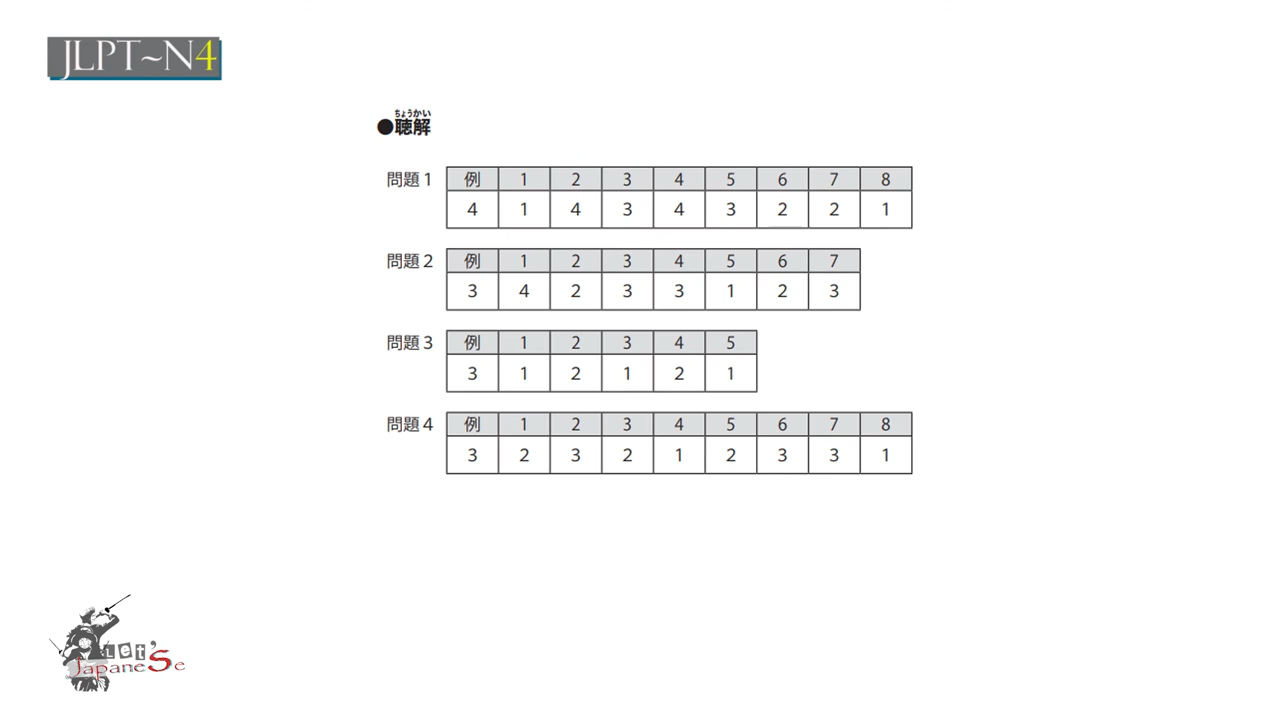 JLPT~N4
ちょうかい
●聴解
問題1 例 1 2 3 4 5 6 7 8
4 1 4 3 4 3 2 2 1
問題2 例 1 2 3 4 5 6 7
3 4 2 3 3 1 2 3
問題3 例 1 2 3 4 5
3 1 2 1 2 1
問題4 例 1 2 3 4 5 6 7 8
3 2 3 2 1 2 3 3 1
Let's
JapaneSe